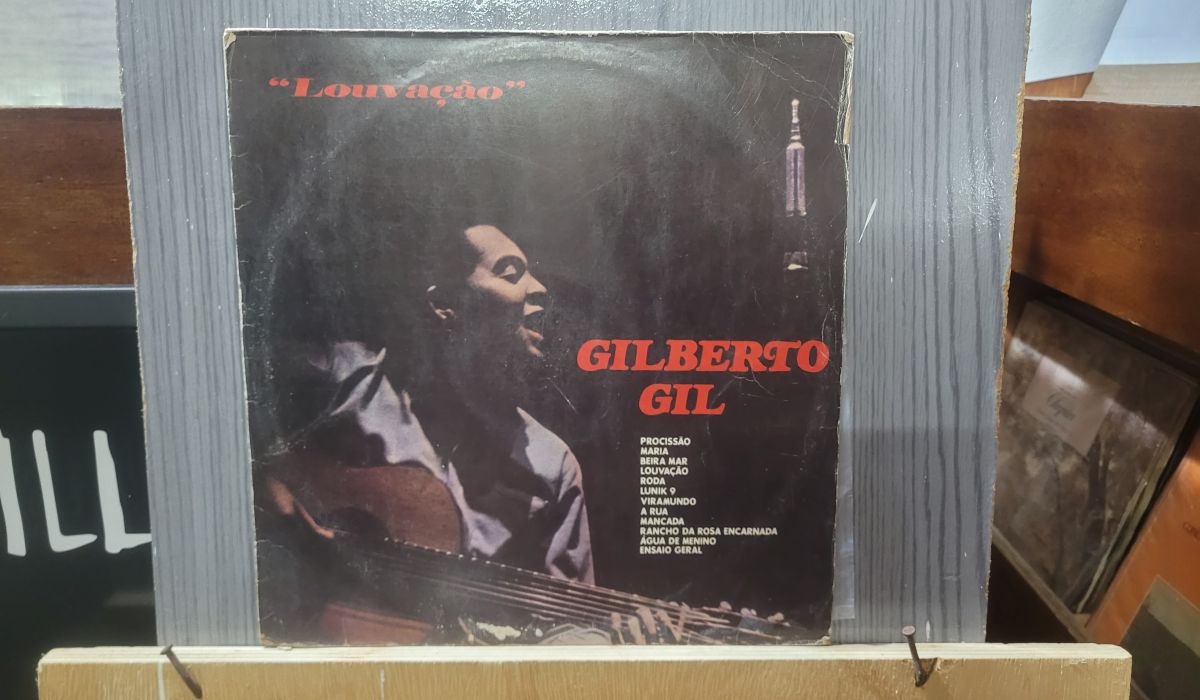 “Louvação”
GILBERTO
GIL
PROCISSÃO
MARIA
BEIRA MAR
LOUVAÇÃO
RODA
LUNIK 9
VIRAMUNDO
A RUA
MANCADA
RANCHO DA ROSA ENCARNADA
ÁGUA DE MENINO
ENSAIO GERAL
ILL